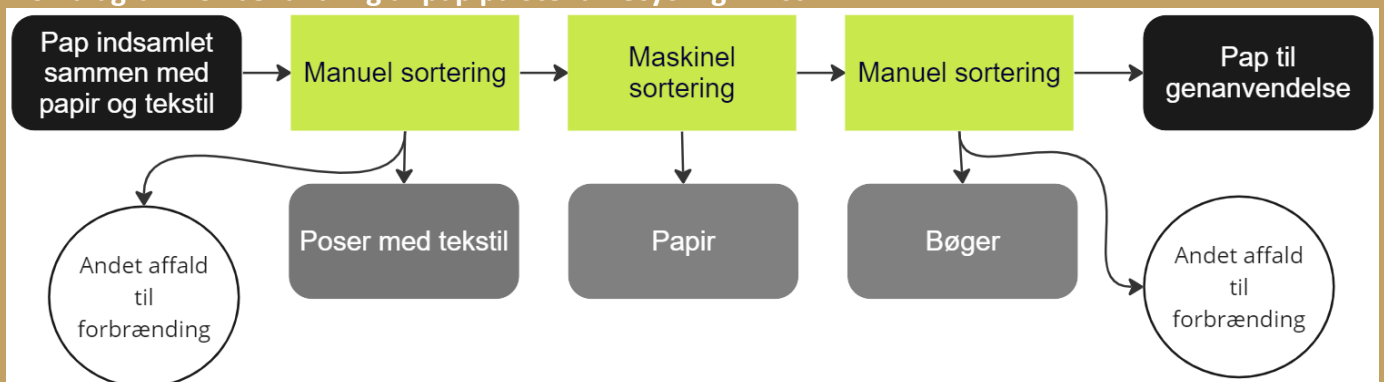 Pap indsamlet
sammen med
papir og tekstil
Manuel sortering
Maskinel
sortering
Manuel sortering
Pap til
genanvendelse
Andet affald
til
forbrænding
Poser med tekstil
Papir
Bøger
Andet affald
til
forbrænding